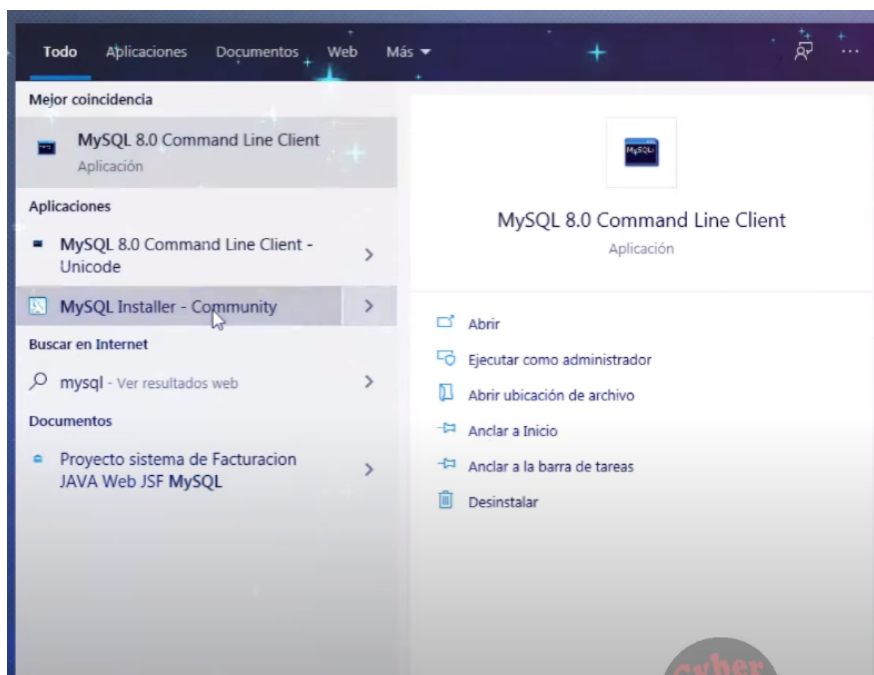 Todo Aplicaciones Documentos Web Más
Mejor coincidencia
MySQL 8.0 Command Line Client
Aplicación
Aplicaciones
MySQL 8.0 Command Line Client -
Unicode
MySQL Installer - Community
Buscar en Internet
mysql - Ver resultados web
Documentos
Proyecto sistema de Facturacion
JAVA Web JSF MySQL
MySQL
MySQL 8.0 Command Line Client
Aplicación
Abrir
Ejecutar como administrador
Abrir ubicación de archivo
Anclar a Inicio
Anclar a la barra de tareas
Desinstalar
Cyber